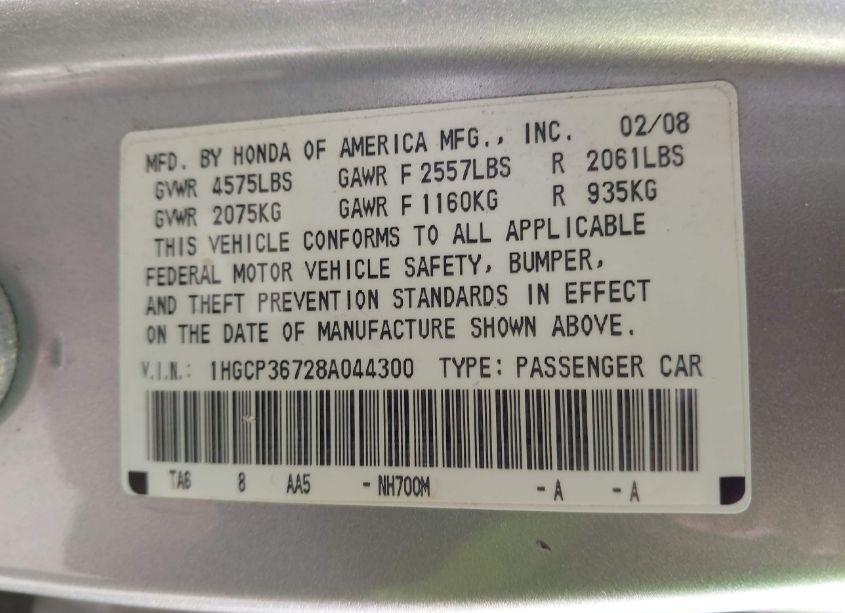 MFD. BY HONDA OF AMERICA MFG., INC. 02/08
GVWR 4575LBS GAWR F 2557LBS R 2061LBS
GVWR 2075KG GAWR F 1160KG R 935KG
THIS VEHICLE CONFORMS TO ALL APPLICABLE
FEDERAL MOTOR VEHICLE SAFETY, BUMPER,
AND THEFT PREVENTION STANDARDS IN EFFECT
ON THE DATE OF MANUFACTURE SHOWN ABOVE.
V.I.N.: 1HGCP36728A044300 TYPE: PASSENGER CAR
TA6 8 AA5 -NH700M -A -A